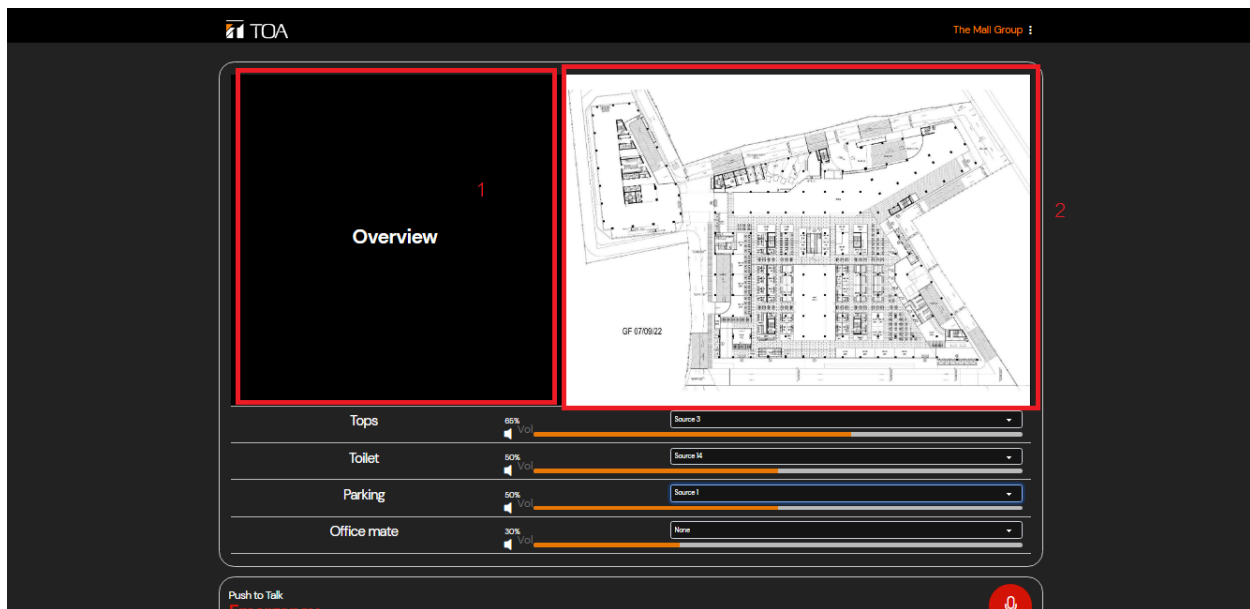 TOA
The Mall Group
1
2
Overview
GF 07/09/22
Tops
65%
Vol
Source 3
Toilet
50%
Vol
Source 14
Parking
50%
Vol
Source 1
Office mate
30%
Vol
None
Push to Talk
Emergency